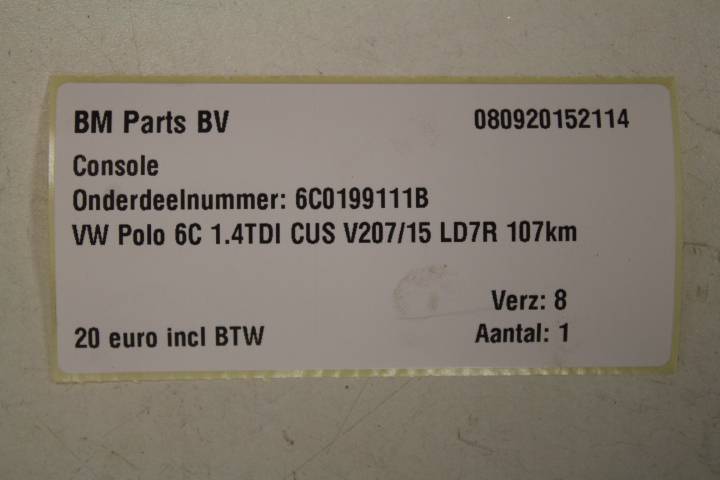 BM Parts BV 080920152114
Console
Onderdeelnummer: 6C0199111B
VW Polo 6C 1.4TDI CUS V207/15 LD7R 107km
Verz: 8
20 euro incl BTW Aantal: 1